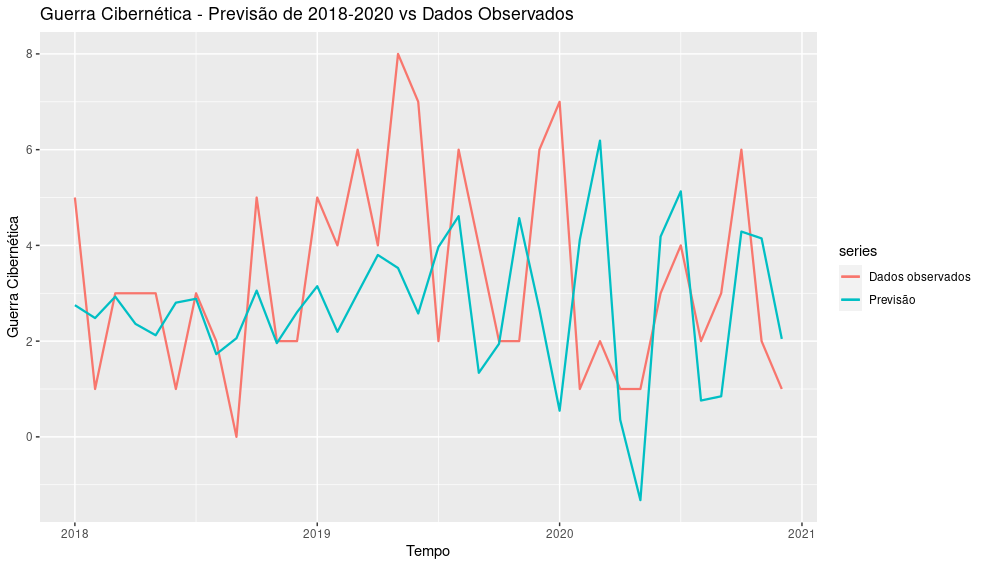 Guerra Cibernética - Previsão de 2018-2020 vs Dados Observados
8
6
4
2
0
Guerra Cibernética
2018
2019
2020
2021
Tempo
series
Dados observados
Previsão